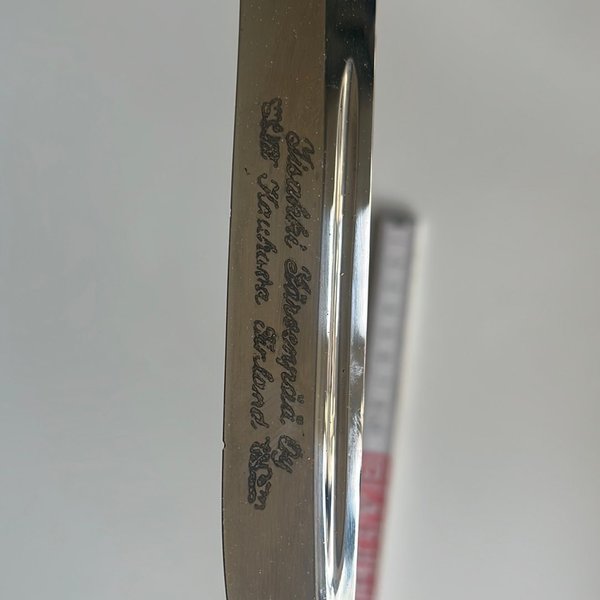 Iisakki Järvenpää Oy
Kauhava Finland